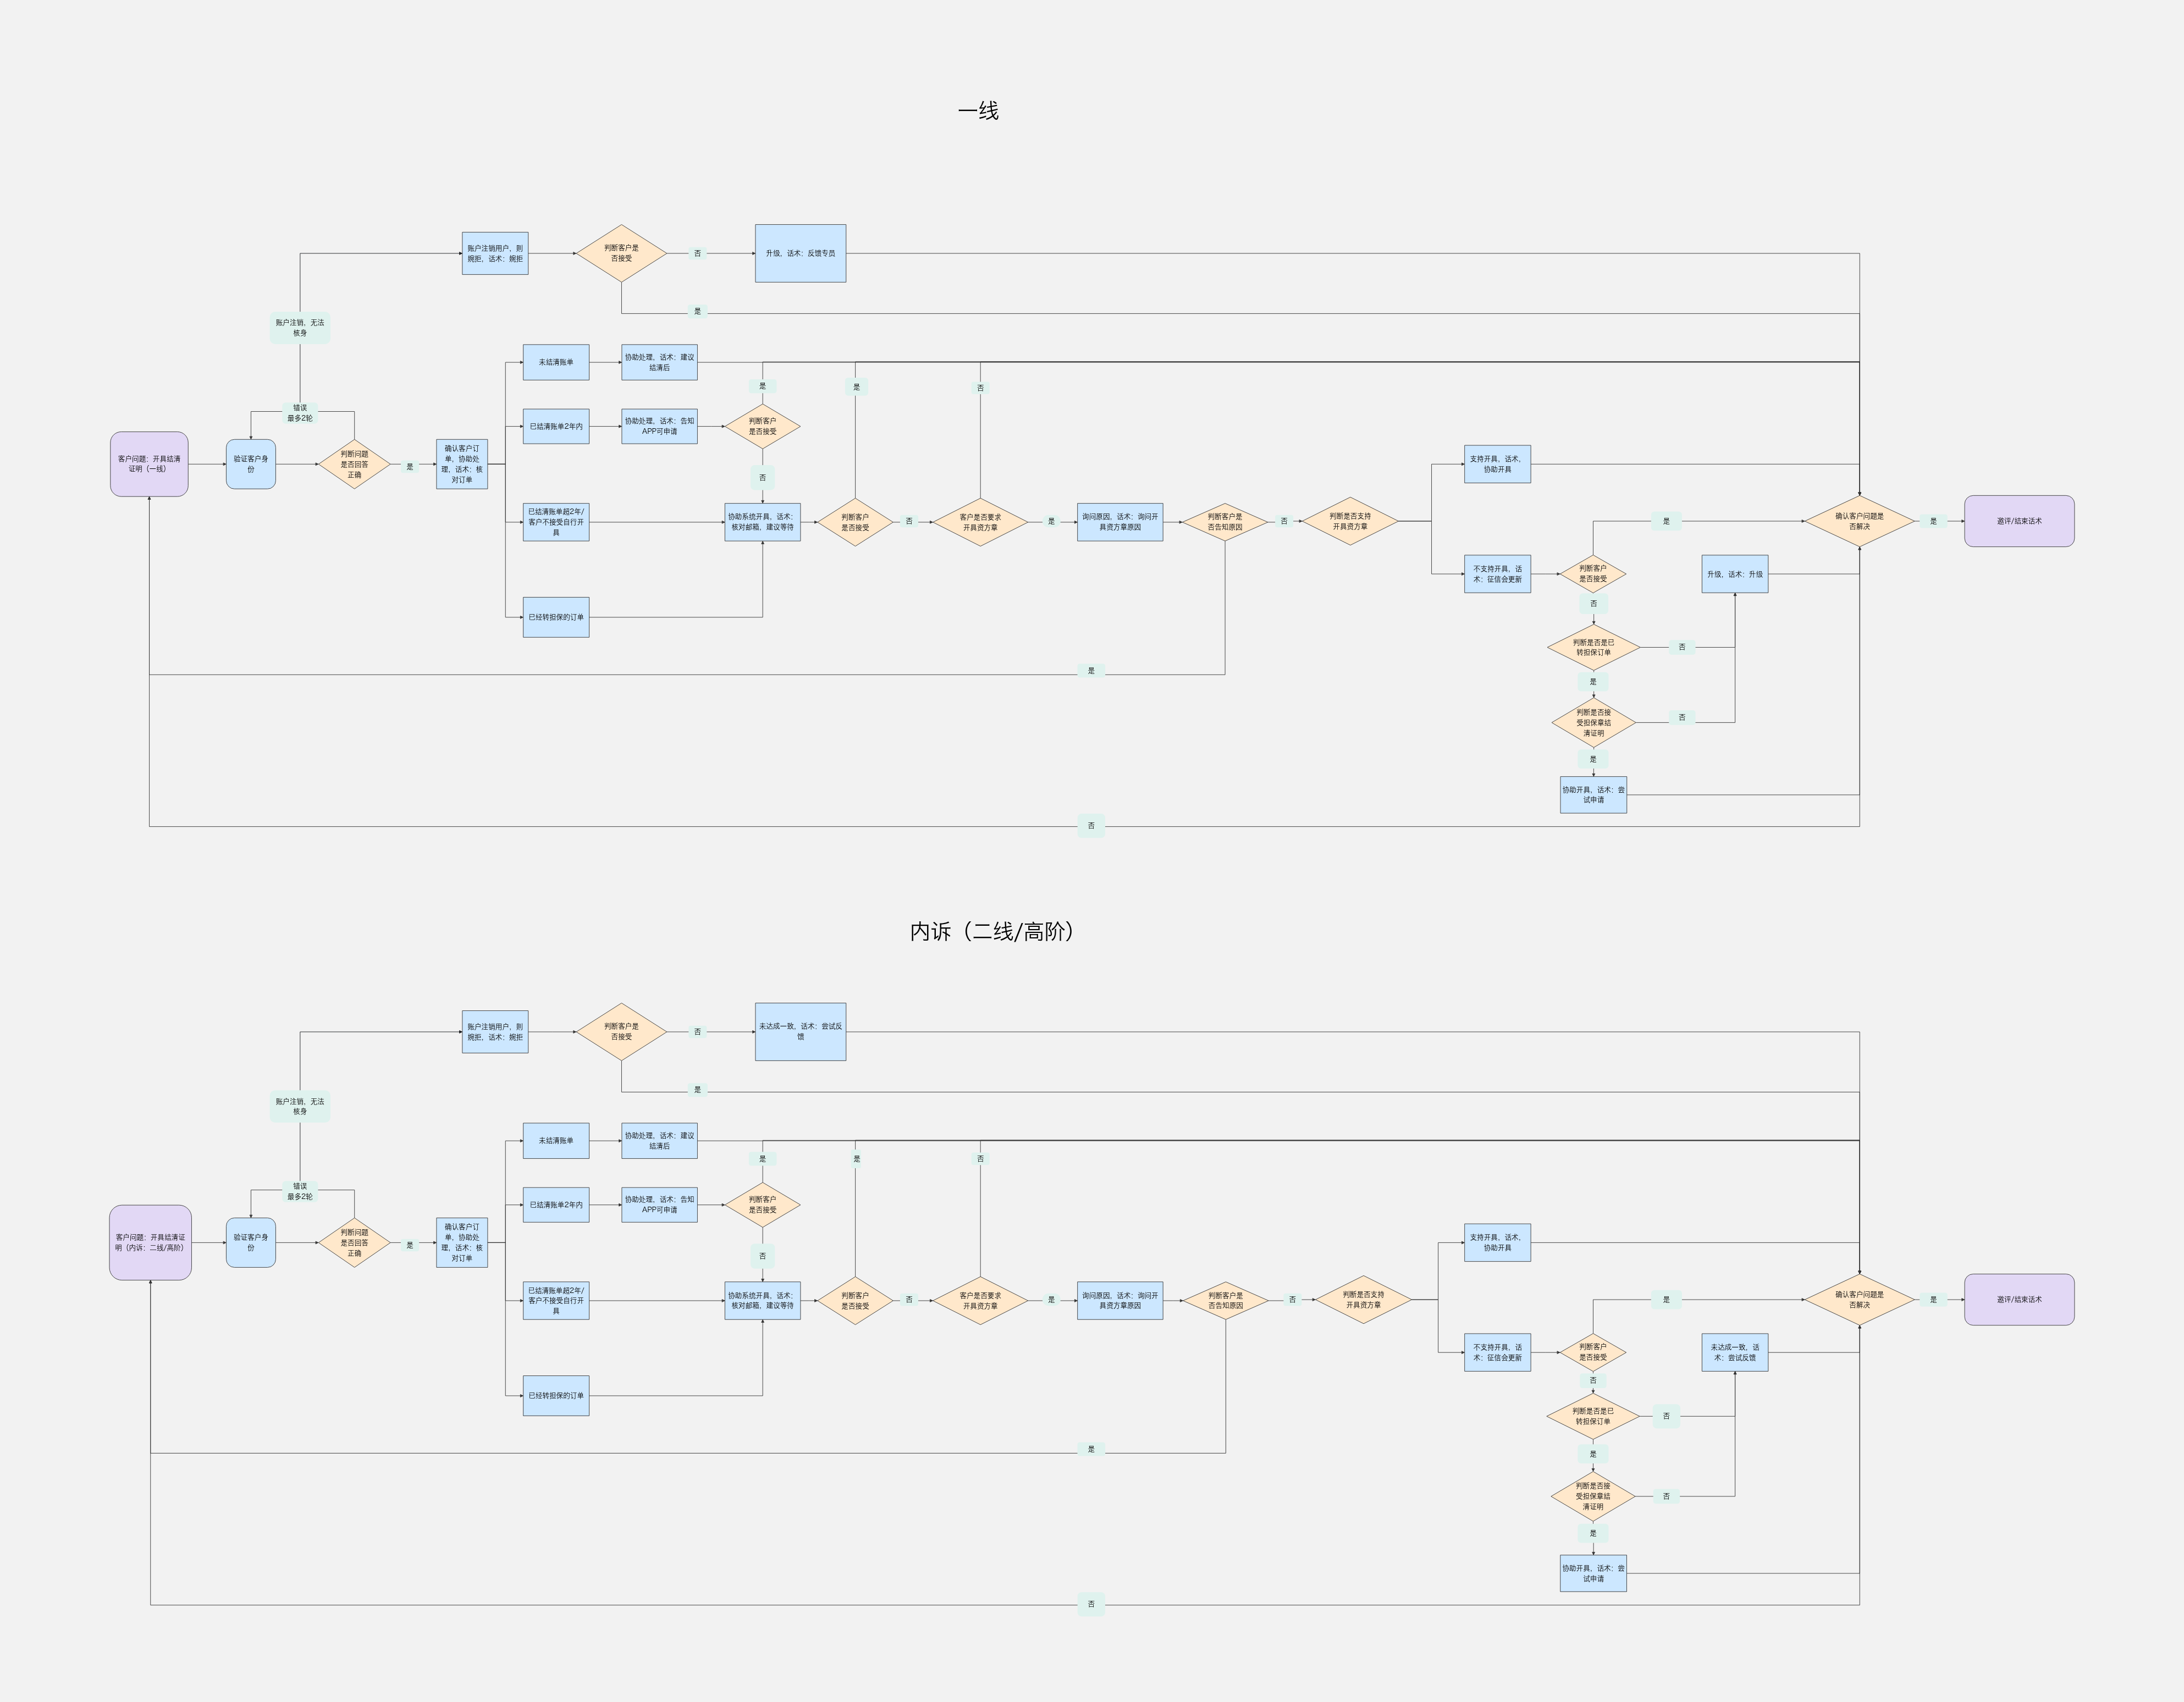 一线
账户注销用户，则
婉拒，话术：婉拒
判断客户是
否接受
否
升级，话术：反馈专员
是
账户注销，无法
核身
未结清账单
协助处理，话术：建议
结清后
是
是
否
错误
最多2轮
已结清账单2年内
协助处理，话术：告知
APP可申请
判断客户
是否接受
客户问题：开具结清
证明（一线）
验证客户身
份
判断问题
是否回答
正确
是
确认客户订
单，协助处
理，话术：核
对订单
否
支持开具，话术，
协助开具
已结清账单超2年/
客户不接受自行开
具
协助系统开具，话术：
核对邮箱，建议等待
判断客户
是否接受
否
客户是否要求
开具资方章
是
询问原因，话术：询问开
具资方章原因
判断客户是
否告知原因
否
判断是否支持
开具资方章
是
确认客户问题是
否解决
是
邀评/结束话术
不支持开具，话
术：征信会更新
判断客户
是否接受
升级，话术：升级
否
已经转担保的订单
判断是否是已
转担保订单
否
是
是
判断是否接
受担保章结
清证明
否
是
协助开具，话术：尝
试申请
否
内诉（二线/高阶）
账户注销用户，则
婉拒，话术：婉拒
判断客户是
否接受
否
未达成一致，话术：尝试反
馈
是
账户注销，无法
核身
未结清账单
协助处理，话术：建议
结清后
是
是
否
错误
最多2轮
已结清账单2年内
协助处理，话术：告知
APP可申请
判断客户
是否接受
客户问题：开具结清证
明（内诉：二线/高阶）
验证客户身
份
判断问题
是否回答
正确
是
确认客户订
单，协助处
理，话术：核
对订单
否
支持开具，话术，
协助开具
已结清账单超2年/
客户不接受自行开
具
协助系统开具，话术：
核对邮箱，建议等待
判断客户
是否接受
否
客户是否要求
开具资方章
是
询问原因，话术：询问开
具资方章原因
判断客户是
否告知原因
否
判断是否支持
开具资方章
是
确认客户问题是
否解决
是
邀评/结束话术
不支持开具，话
术：征信会更新
判断客户
是否接受
未达成一致，话
术：尝试反馈
否
已经转担保的订单
判断是否是已
转担保订单
否
是
是
判断是否接
受担保章结
清证明
否
是
协助开具，话术：尝
试申请
否